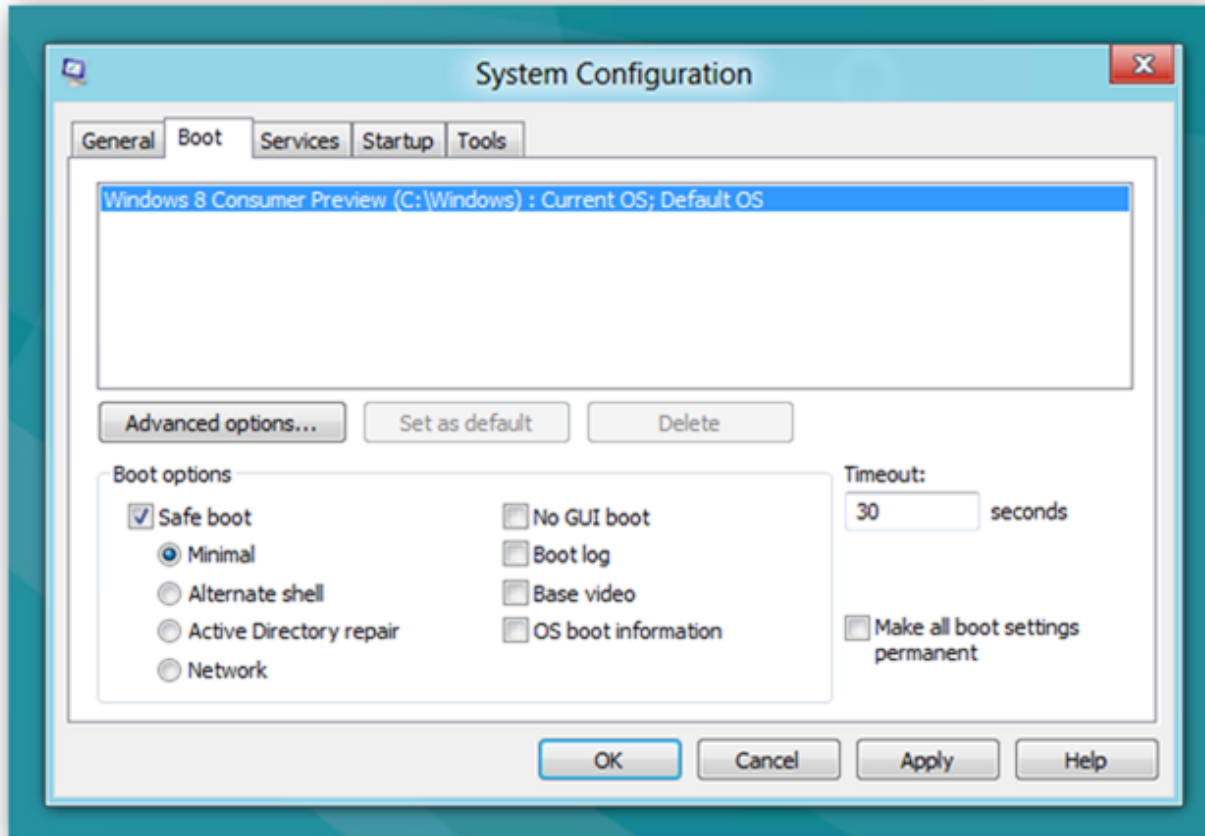 System Configuration
General Boot Services Startup Tools
Windows 8 Consumer Preview (C:\Windows) : Current OS; Default OS
Advanced options... Set as default Delete
Boot options
Timeout:
Safe boot No GUI boot 30 seconds
Minimal Boot log
Alternate shell Base video
Active Directory repair OS boot information Make all boot settings
permanent
Network
OK Cancel Apply Help